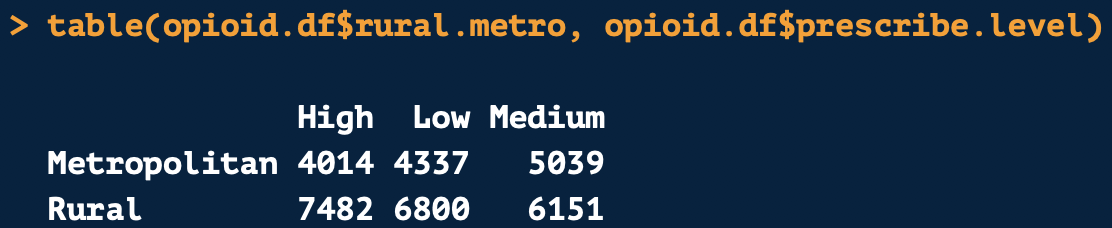 > table(opioid.df$rural.metro, opioid.df$prescribe.level)
High Low Medium
Metropolitan 4014 4337 5039
Rural 7482 6800 6151